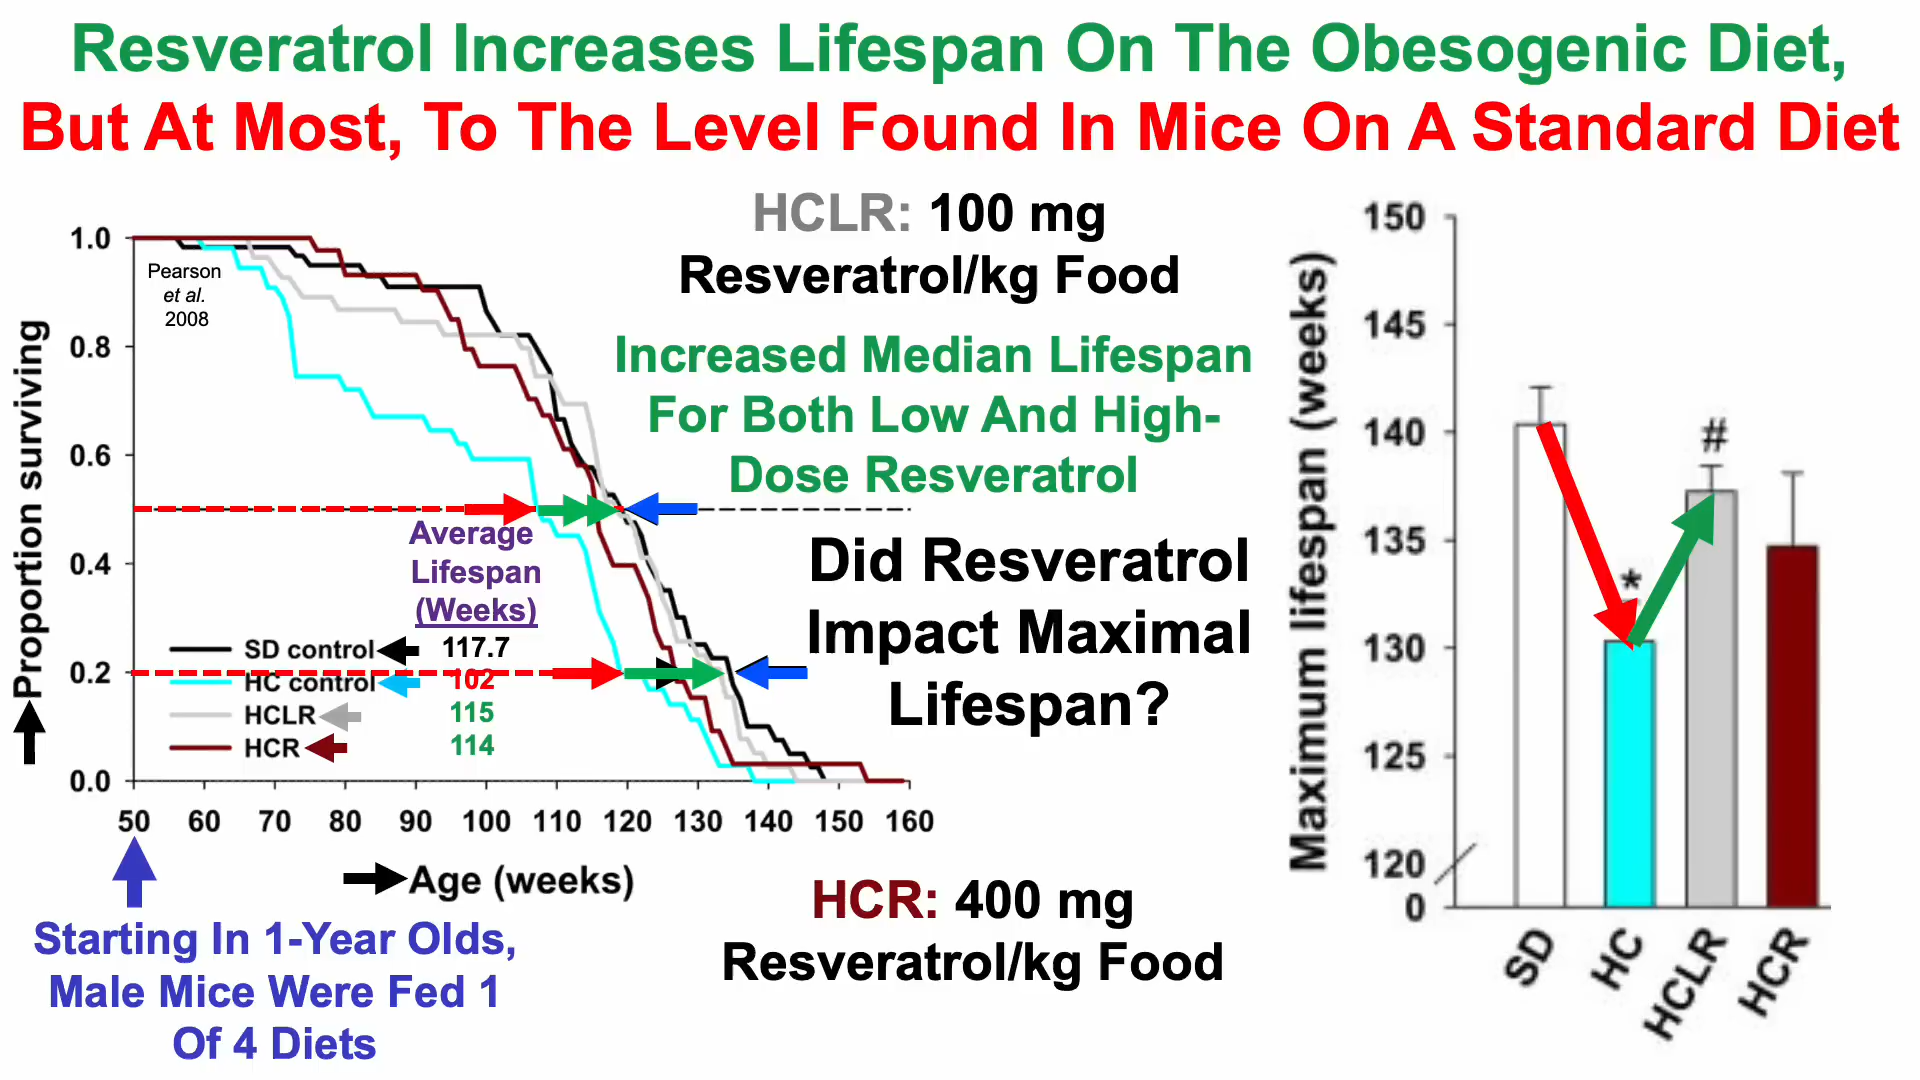 Resveratrol Increases Lifespan On The Obesogenic Diet,
But At Most, To The Level Found In Mice On A Standard Diet
Proportion surviving
1.0
0.8
0.6
0.4
0.2
0.0
Pearson
et al.
2008
Average
Lifespan
(Weeks)
SD control 117.7
HC control 102
HCLR 115
HCR 114
50 60 70 80 90 100 110 120 130 140 150 160
Age (weeks)
Starting In 1-Year Olds,
Male Mice Were Fed 1
Of 4 Diets
HCLR: 100 mg
Resveratrol/kg Food
Increased Median Lifespan
For Both Low And High-
Dose Resveratrol
Did Resveratrol
Impact Maximal
Lifespan?
HCR: 400 mg
Resveratrol/kg Food
Maximum lifespan (weeks)
150
145
140
135
130
125
120
0
*
#
SD
HC
HCLR
HCR